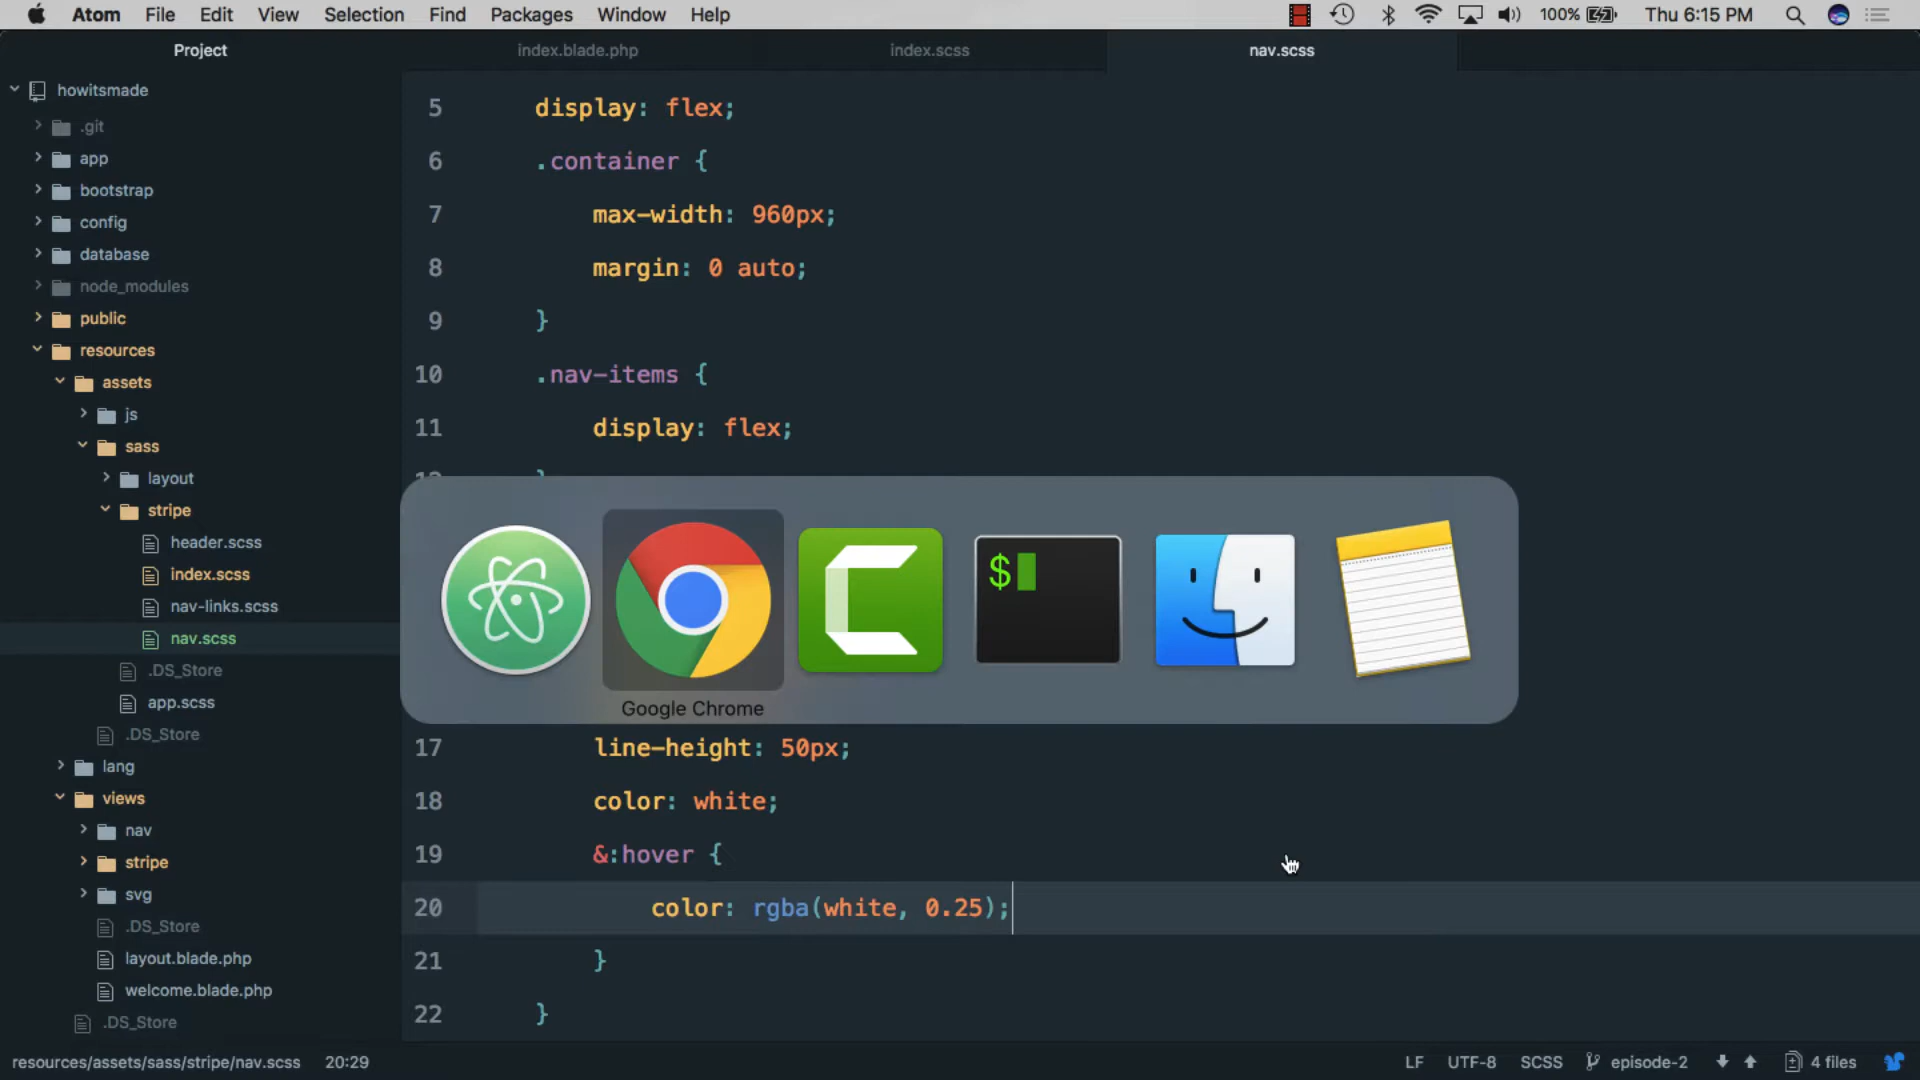 Atom File Edit View Selection Find Packages Window Help 100% Thu 6:15 PM
Project index.blade.php index.scss nav.scss
howitsmade
.git
app
bootstrap
config
database
node_modules
public
resources
assets
js
sass
layout
stripe
header.scss
index.scss
nav-links.scss
nav.scss
.DS_Store
app.scss
.DS_Store
lang
views
nav
stripe
svg
.DS_Store
layout.blade.php
welcome.blade.php
.DS_Store
5 display: flex;
6 .container {
7 max-width: 960px;
8 margin: 0 auto;
9 }
10 .nav-items {
11 display: flex;
$
Google Chrome
17 line-height: 50px;
18 color: white;
19 &:hover {
20 color: rgba(white, 0.25);
21 }
22 }
resources/assets/sass/stripe/nav.scss 20:29 LF UTF-8 SCSS episode-2 4 files